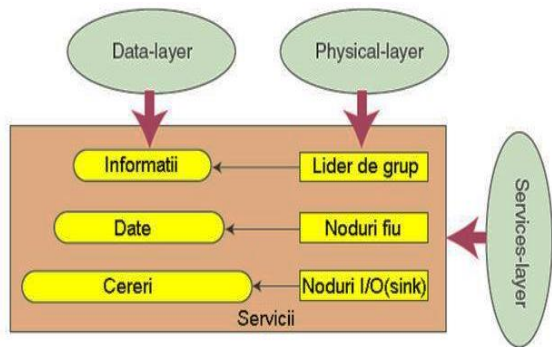 Data-layer
Physical-layer
Informatii
Lider de grup
Date
Noduri fiu
Cereri
Noduri I/O(sink)
Servicii
Services-layer